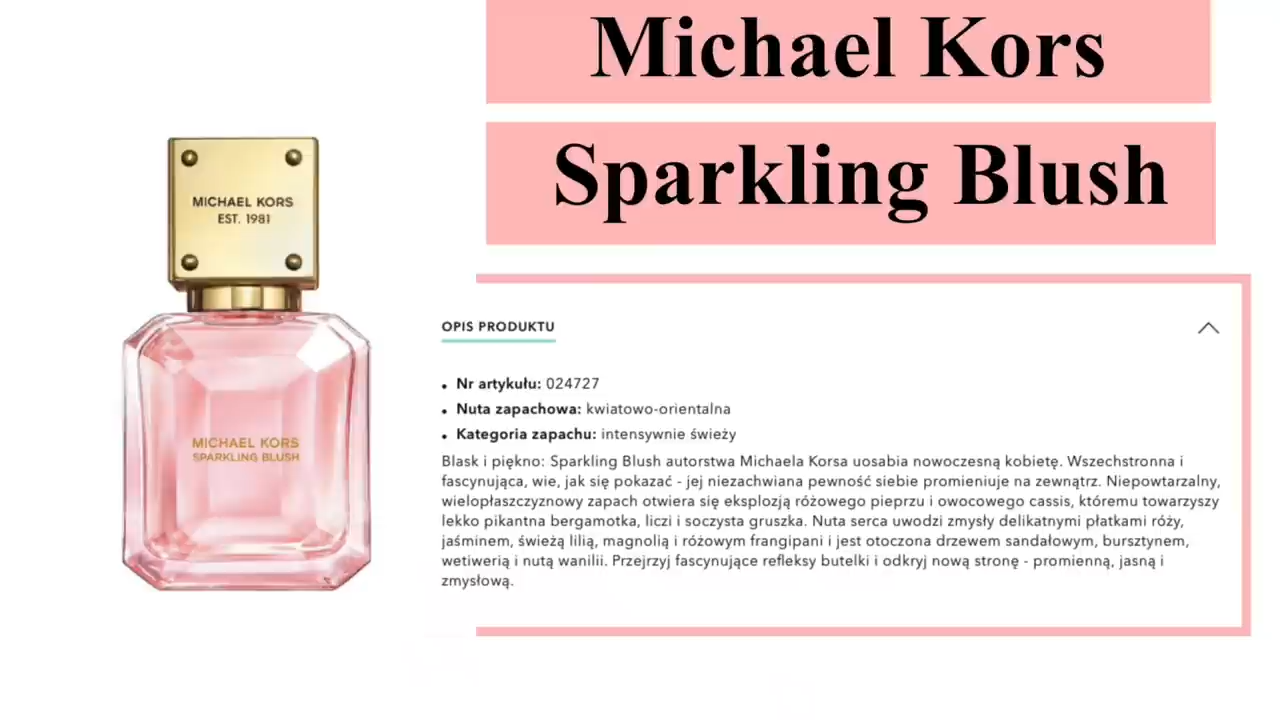 Michael Kors
Sparkling Blush
MICHAEL KORS
EST. 1981
MICHAEL KORS
SPARKLING BLUSH
OPIS PRODUKTU
• Nr artykułu: 024727
• Nuta zapachowa: kwiatowo-orientalna
• Kategoria zapachu: intensywnie świeży
Blask i piękno: Sparkling Blush autorstwa Michaela Korsa uosabia nowoczesną kobietę. Wszechstronna i
fascynująca, wie, jak się pokazać - jej niezachwiana pewność siebie promieniuje na zewnątrz. Niepowtarzalny,
wielopłaszczyznowy zapach otwiera się eksplozją różowego pieprzu i owocowego cassis, któremu towarzyszy
lekko pikantna bergamotka, liczi i soczysta gruszka. Nuta serca uwodzi zmysły delikatnymi płatkami róży,
jaśminem, świeżą lilią, magnolią i różowym frangipani i jest otoczona drzewem sandałowym, bursztynem,
wetiwerią i nutą wanilii. Przejrzyj fascynujące refleksy butelki i odkryj nową stronę - promienną, jasną i
zmysłową.